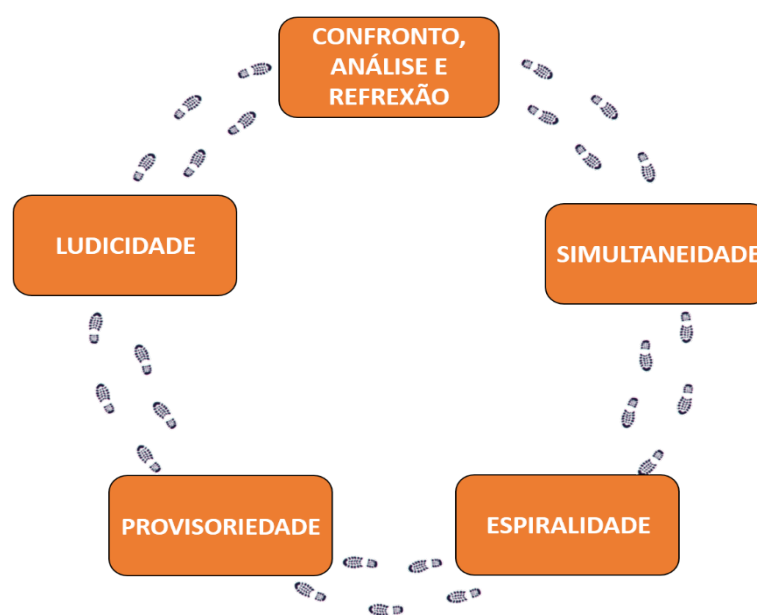 CONFRONTO,
ANÁLISE E
REFREXÃO
LUDICIDADE
SIMULTANEIDADE
PROVISORIEDADE
ESPIRALIDADE